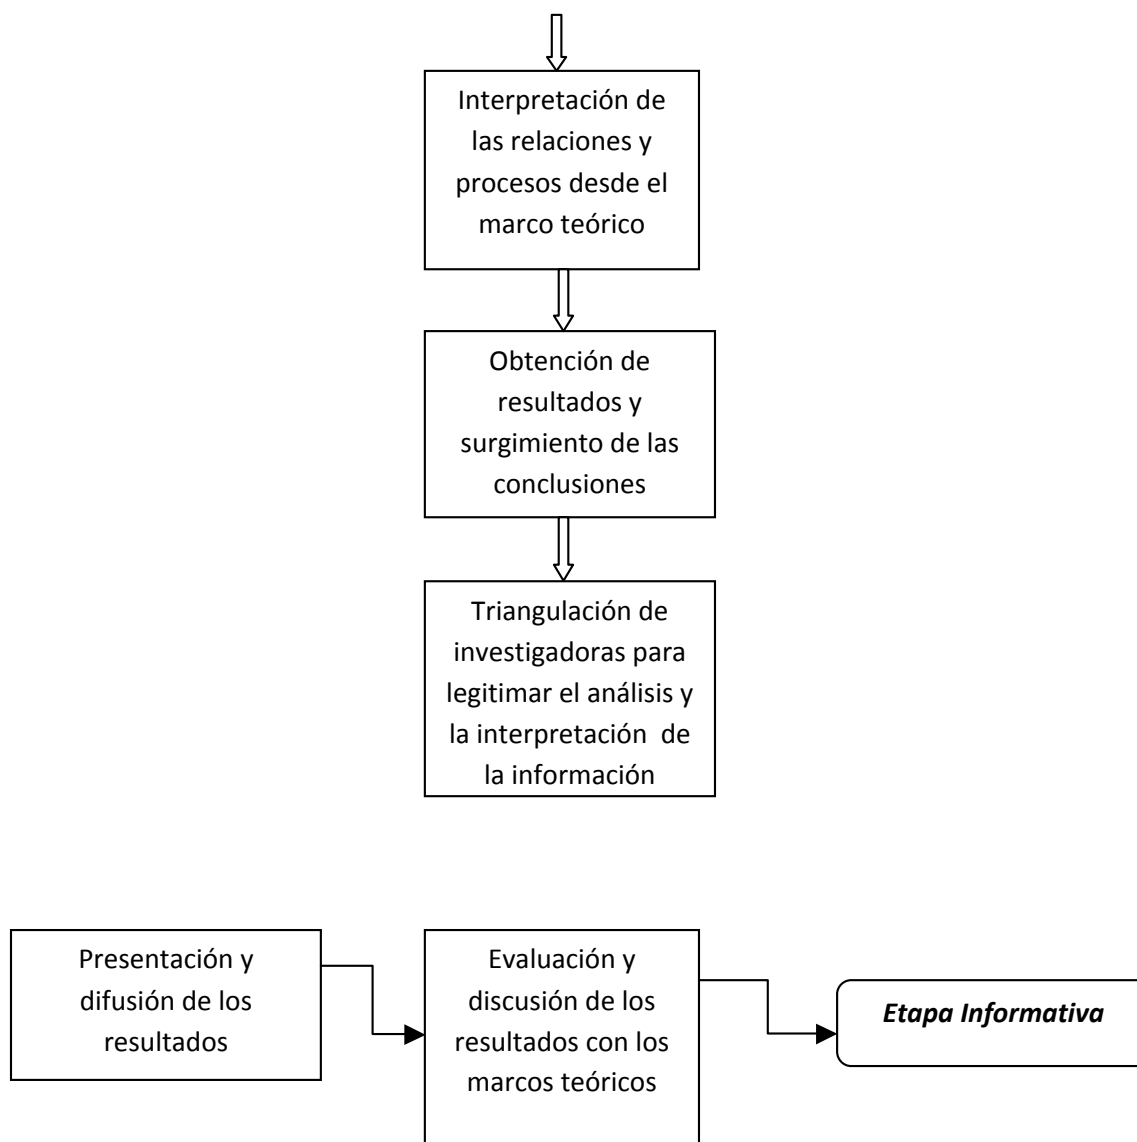 Interpretación de
las relaciones y
procesos desde el
marco teórico
Obtención de
resultados y
surgimiento de las
conclusiones
Triangulación de
investigadoras para
legitimar el análisis y
la interpretación  de
la información
Presentación y
difusión de los
resultados
Evaluación y
discusión de los
resultados con los
marcos teóricos
Etapa Informativa